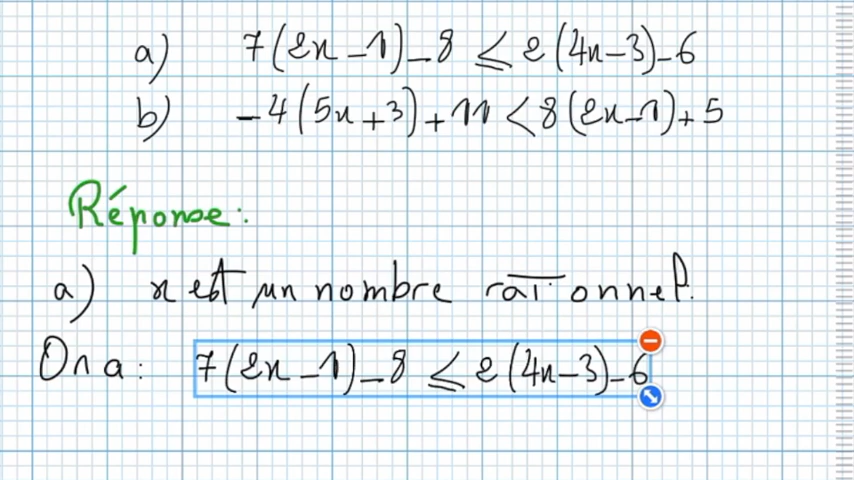 a) 7(2x-1)-8 ≤ 2(4x-3)-6
b) -4(5x+3)+11 < 8(2x-1)+5
Réponse:
a) x est un nombre rationnel.
On a: 7(2x-1)-8 ≤ 2(4x-3)-6